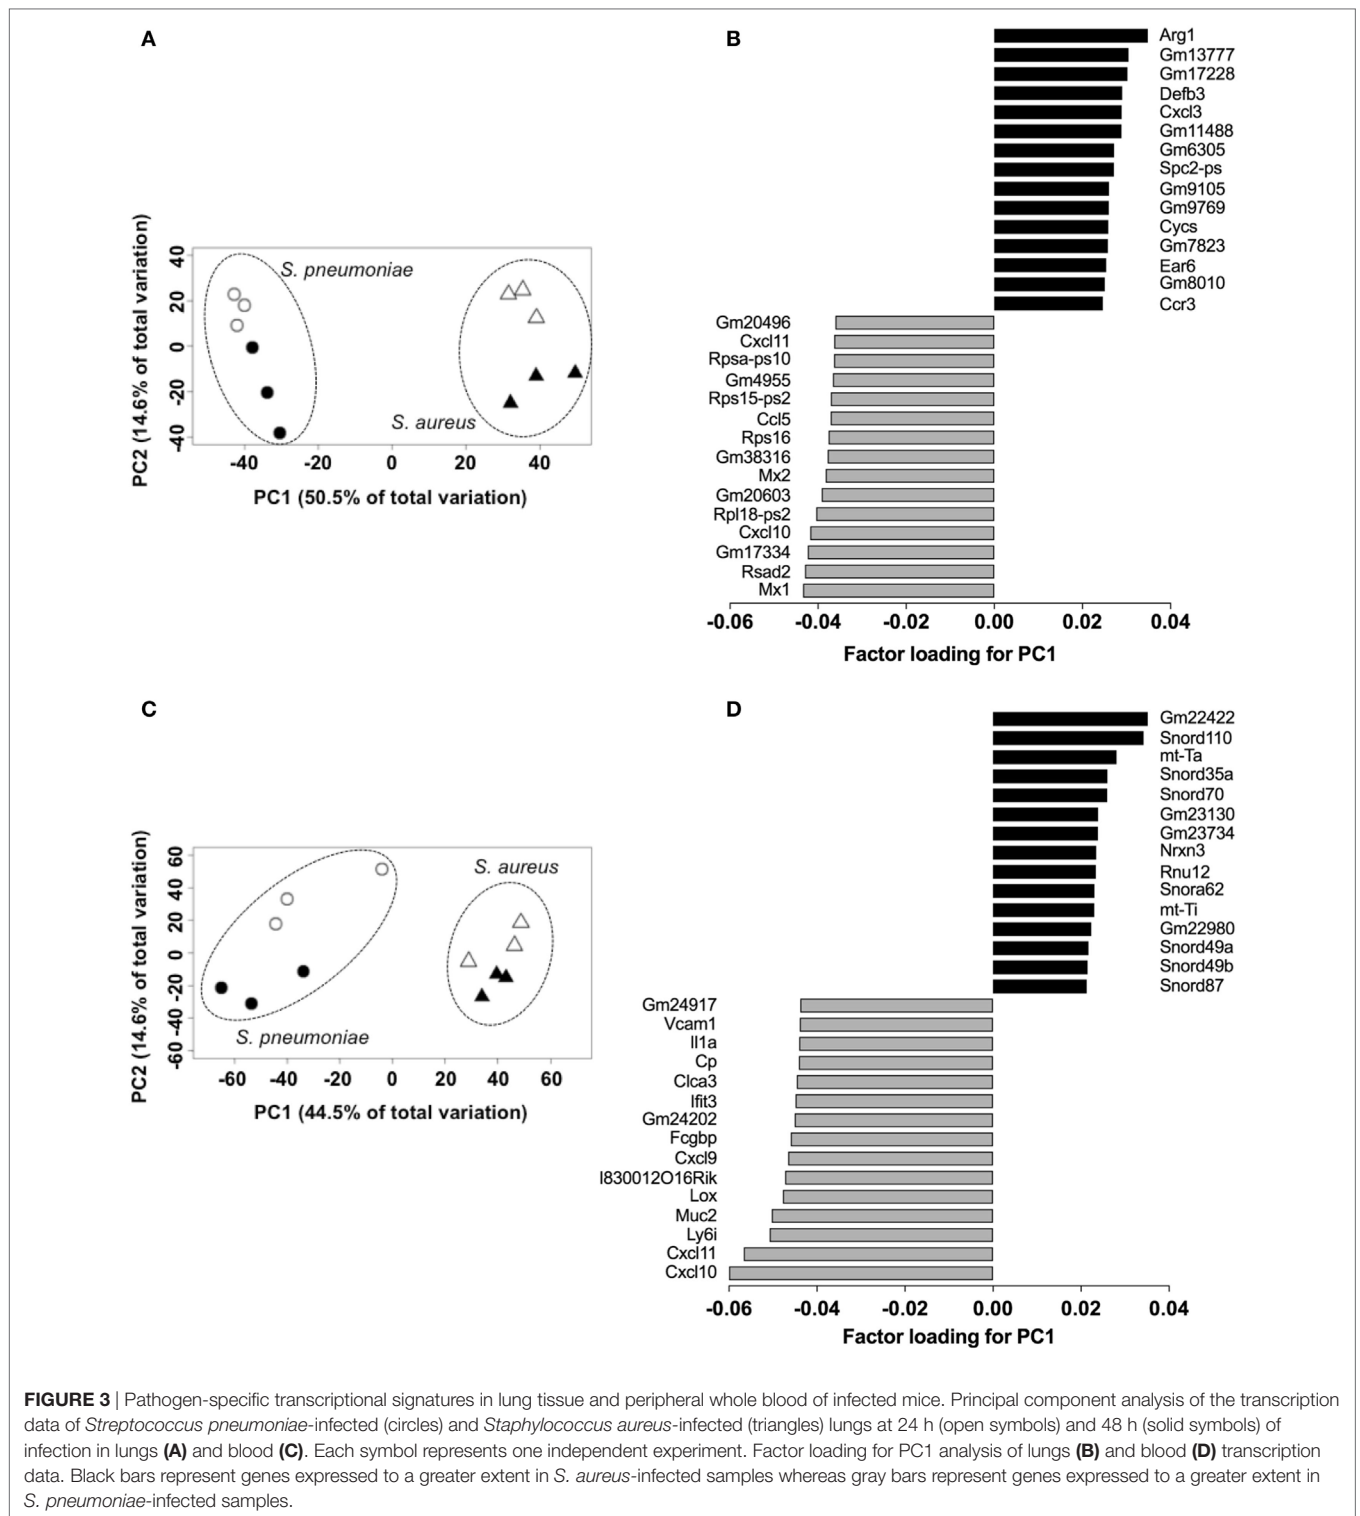 A
PC2 (14.6% of total variation)
40
20
0
-20
-40
S. pneumoniae
S. aureus
-40 -20 0 20 40
PC1 (50.5% of total variation)
B
Arg1
Gm13777
Gm17228
Defb3
Cxcl3
Gm11488
Gm6305
Spc2-ps
Gm9105
Gm9769
Cycs
Gm7823
Ear6
Gm8010
Ccr3
Gm20496
Cxcl11
Rpsa-ps10
Gm4955
Rps15-ps2
Ccl5
Rps16
Gm38316
Mx2
Gm20603
Rpl18-ps2
Cxcl10
Gm17334
Rsad2
Mx1
-0.06 -0.04 -0.02 0.00 0.02 0.04
Factor loading for PC1
C
PC2 (14.6% of total variation)
60
40
20
0
-20
-40
-60
S. aureus
S. pneumoniae
-60 -40 -20 0 20 40 60
PC1 (44.5% of total variation)
D
Gm22422
Snord110
mt-Ta
Snord35a
Snord70
Gm23130
Gm23734
Nrxn3
Rnu12
Snora62
mt-Ti
Gm22980
Snord49a
Snord49b
Snord87
Gm24917
Vcam1
Il1a
Cp
Clca3
Ifit3
Gm24202
Fcgbp
Cxcl9
I830012O16Rik
Lox
Muc2
Ly6i
Cxcl11
Cxcl10
-0.06 -0.04 -0.02 0.00 0.02 0.04
Factor loading for PC1
FIGURE 3 | Pathogen-specific transcriptional signatures in lung tissue and peripheral whole blood of infected mice. Principal component analysis of the transcription
data of Streptococcus pneumoniae-infected (circles) and Staphylococcus aureus-infected (triangles) lungs at 24 h (open symbols) and 48 h (solid symbols) of
infection in lungs (A) and blood (C). Each symbol represents one independent experiment. Factor loading for PC1 analysis of lungs (B) and blood (D) transcription
data. Black bars represent genes expressed to a greater extent in S. aureus-infected samples whereas gray bars represent genes expressed to a greater extent in
S. pneumoniae-infected samples.